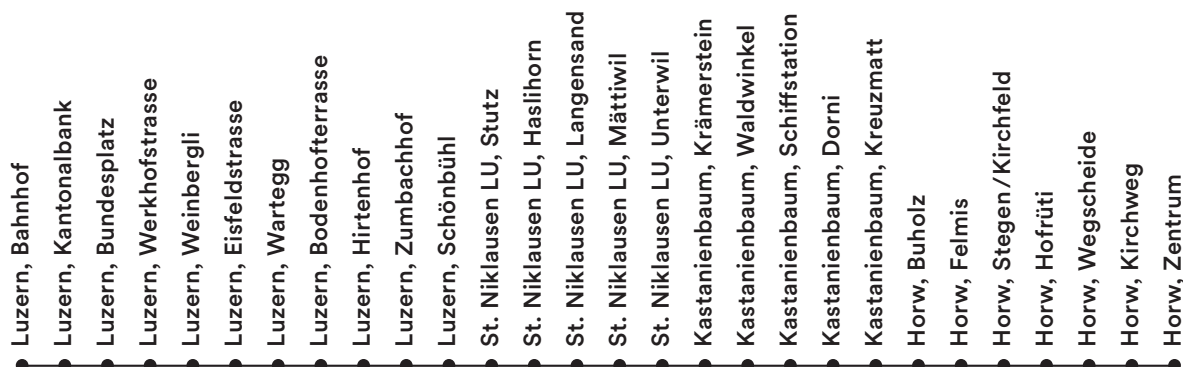 Luzern, Bahnhof
Luzern, Kantonalbank
Luzern, Bundesplatz
Luzern, Werkhofstrasse
Luzern, Weinbergli
Luzern, Eisfeldstrasse
Luzern, Wartegg
Luzern, Bodenhofterrasse
Luzern, Hirtenhof
Luzern, Zumbachhof
Luzern, Schönbühl
St. Niklausen LU, Stutz
St. Niklausen LU, Haslihorn
St. Niklausen LU, Langensand
St. Niklausen LU, Mättiwil
St. Niklausen LU, Unterwil
Kastanienbaum, Krämerstein
Kastanienbaum, Waldwinkel
Kastanienbaum, Schiffstation
Kastanienbaum, Dorni
Kastanienbaum, Kreuzmatt
Horw, Buholz
Horw, Felmis
Horw, Stegen/Kirchfeld
Horw, Hofrüti
Horw, Wegscheide
Horw, Kirchweg
Horw, Zentrum